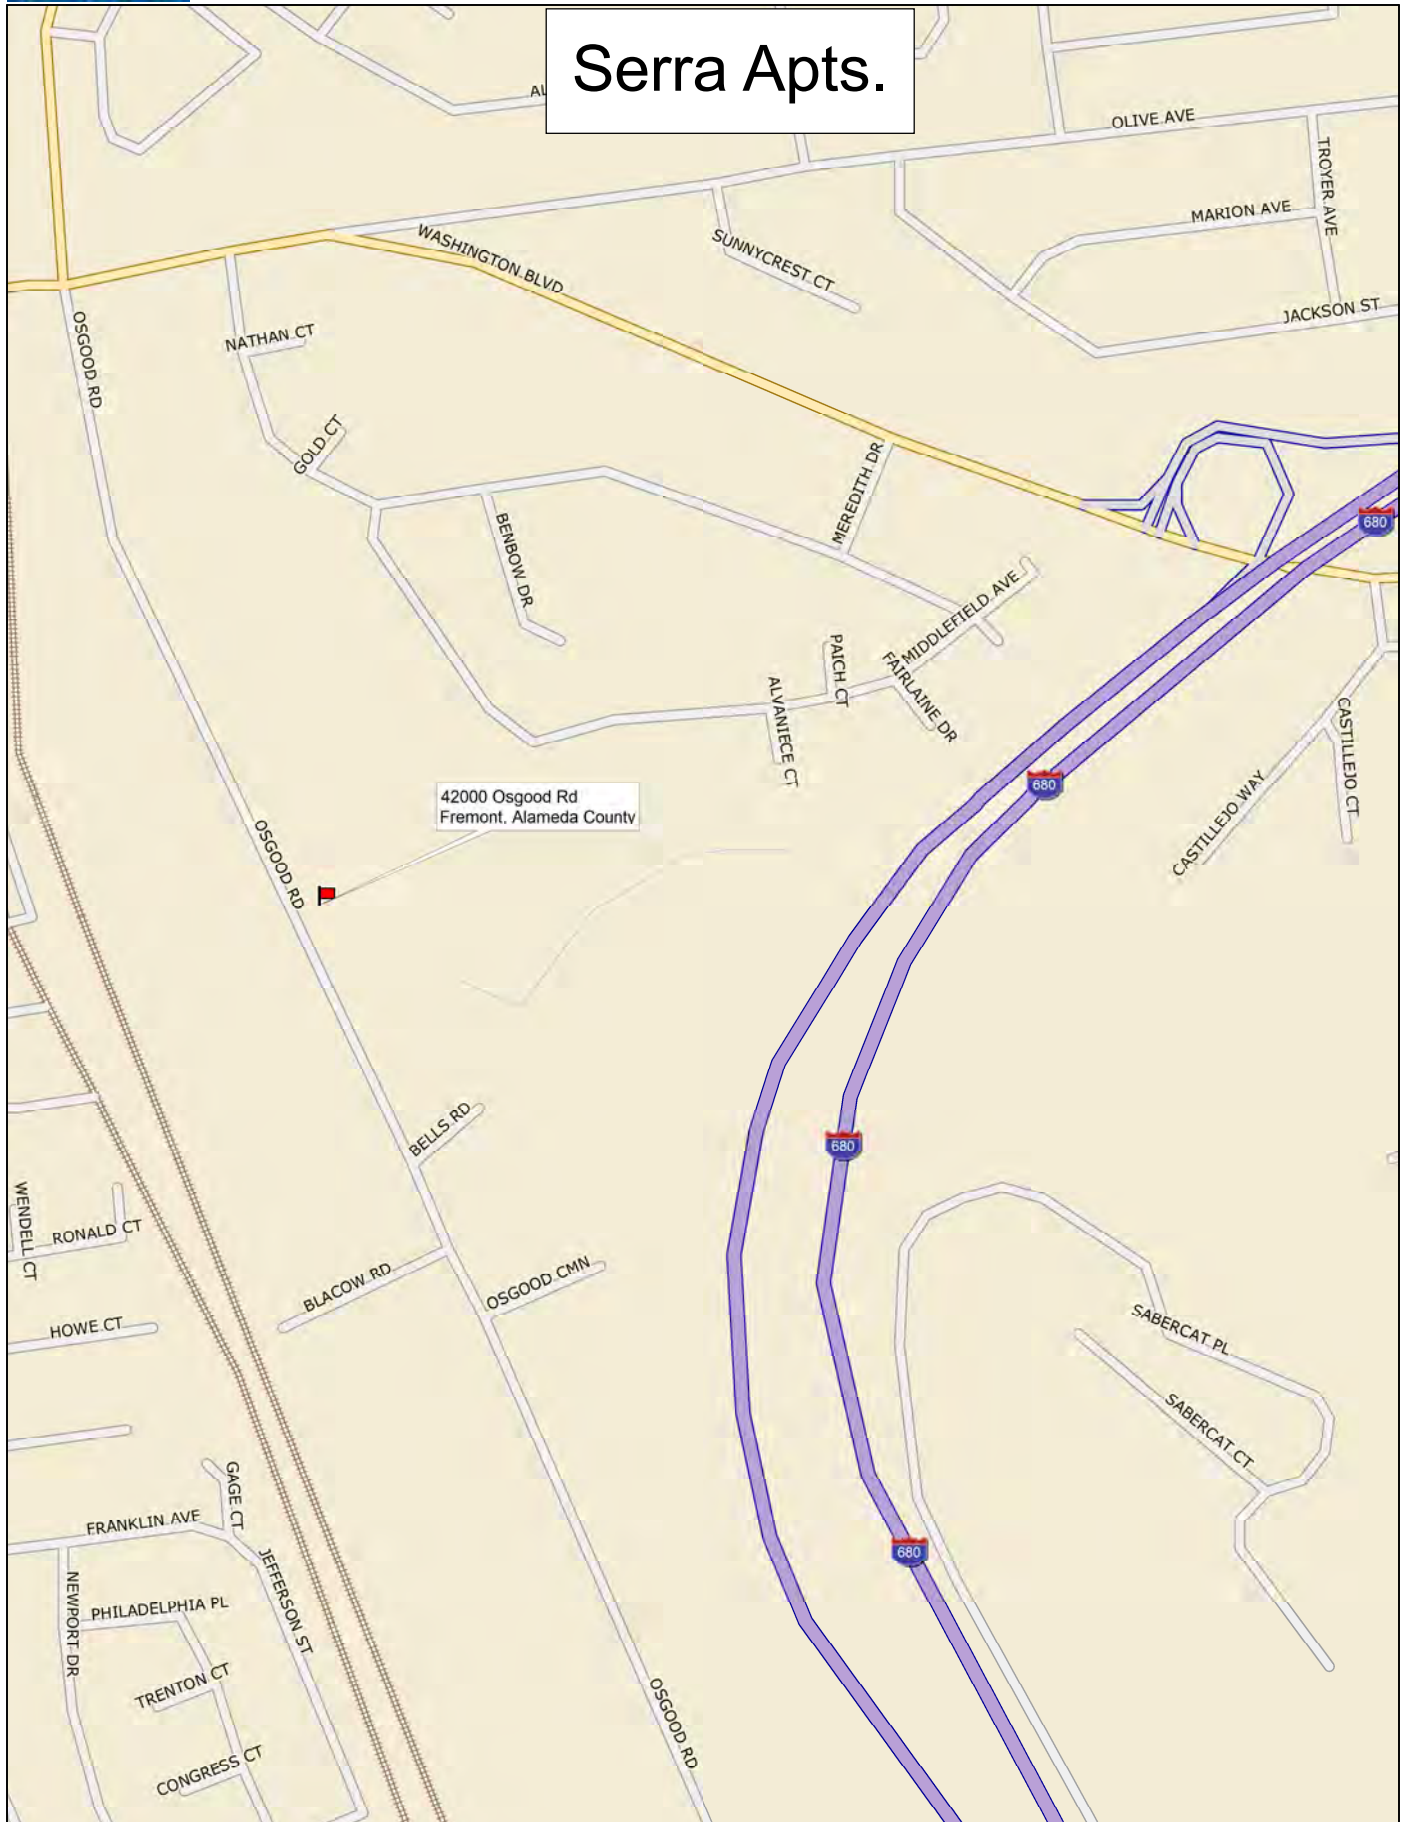 Serra Apts.
AL
OLIVE AVE
TROYER AVE
MARION AVE
WASHINGTON BLVD
SUNNYCREST CT
JACKSON ST
OSGOOD RD
NATHAN CT
GOLD CT
MEREDITH DR
BENBOW DR
680
MIDDLEFIELD AVE
PAICH CT
FAIRLAINE DR
ALVANIECE CT
CASTILLEJO CT
CASTILLEJO WAY
680
42000 Osgood Rd
Fremont, Alameda County
OSGOOD RD
BELLS RD
680
WENDELL CT
RONALD CT
BLACOW RD
OSGOOD CMN
HOWE CT
SABERCAT PL
SABERCAT CT
GAGE CT
FRANKLIN AVE
680
JEFFERSON ST
NEWPORT DR
PHILADELPHIA PL
TRENTON CT
OSGOOD RD
CONGRESS CT